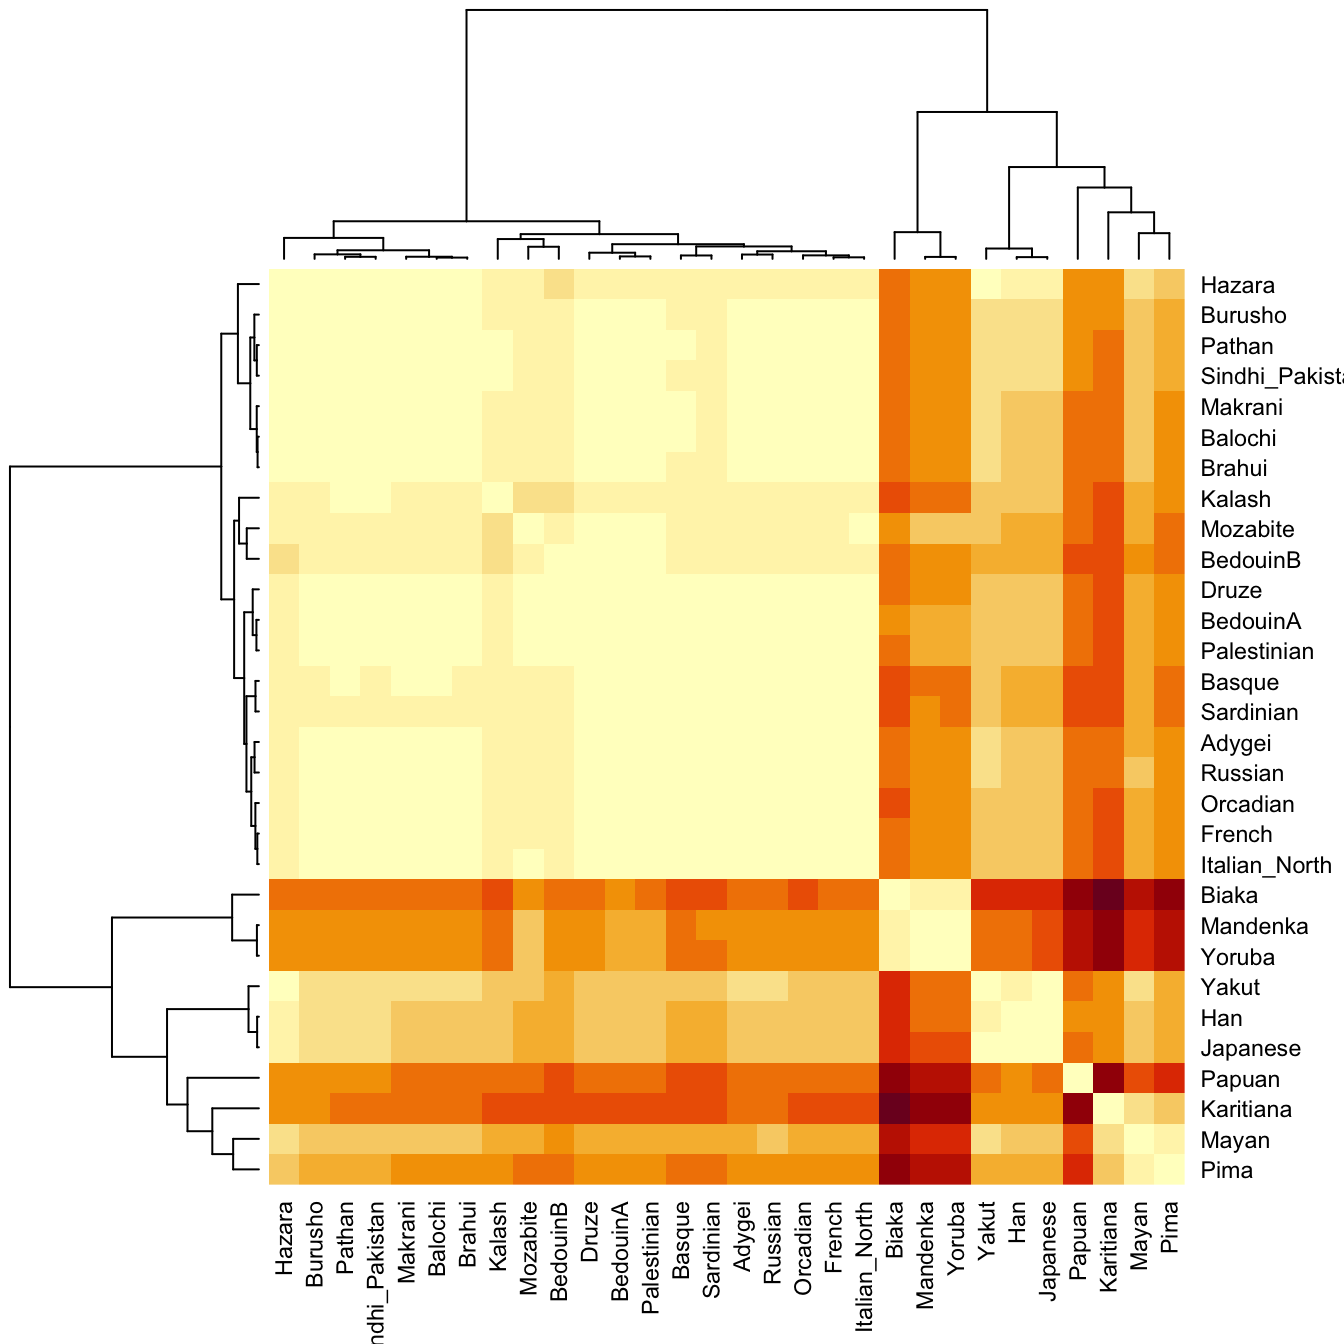 Hazara
Burusho
Pathan
Sindhi_Pakista
Makrani
Balochi
Brahui
Kalash
Mozabite
BedouinB
Druze
BedouinA
Palestinian
Basque
Sardinian
Adygei
Russian
Orcadian
French
Italian_North
Biaka
Mandenka
Yoruba
Yakut
Han
Japanese
Papuan
Karitiana
Mayan
Pima
Hazara
Burusho
Pathan
ndhi_Pakistan
Makrani
Balochi
Brahui
Kalash
Mozabite
BedouinB
Druze
BedouinA
Palestinian
Basque
Sardinian
Adygei
Russian
Orcadian
French
Italian_North
Biaka
Mandenka
Yoruba
Yakut
Han
Japanese
Papuan
Karitiana
Mayan
Pima